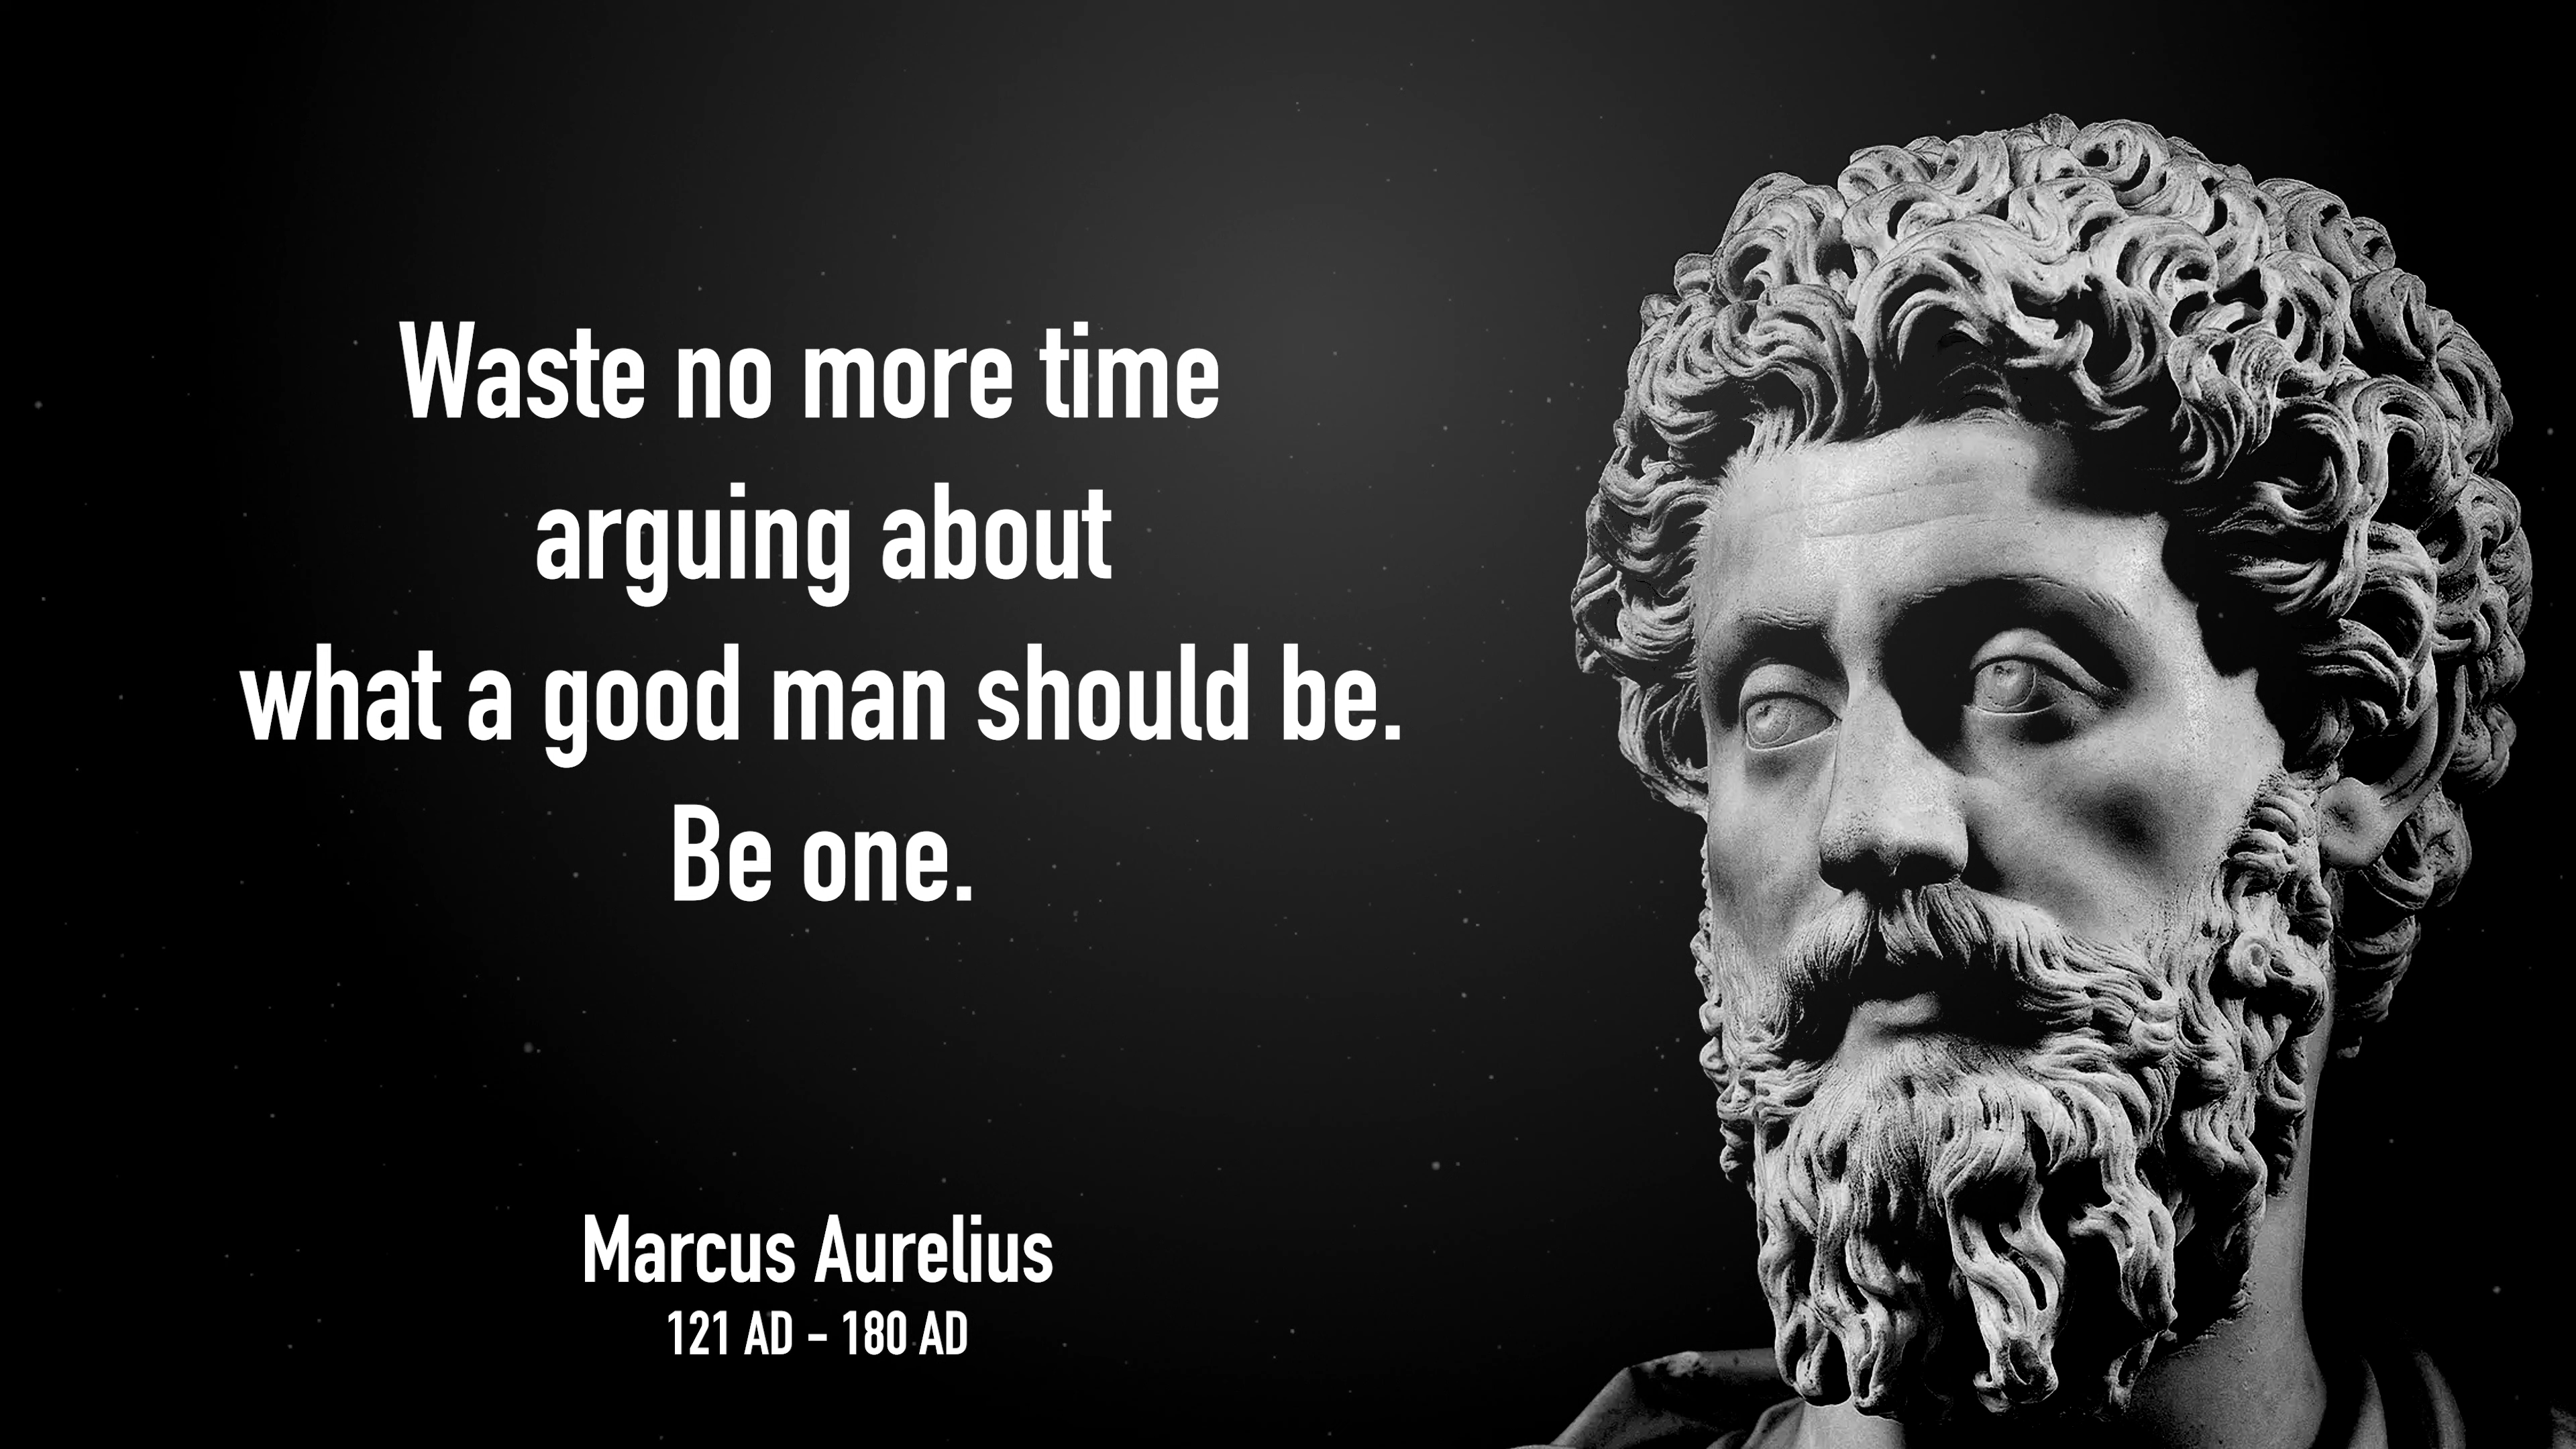 Waste no more time
arguing about
what a good man should be.
Be one.
Marcus Aurelius
121 AD – 180 AD